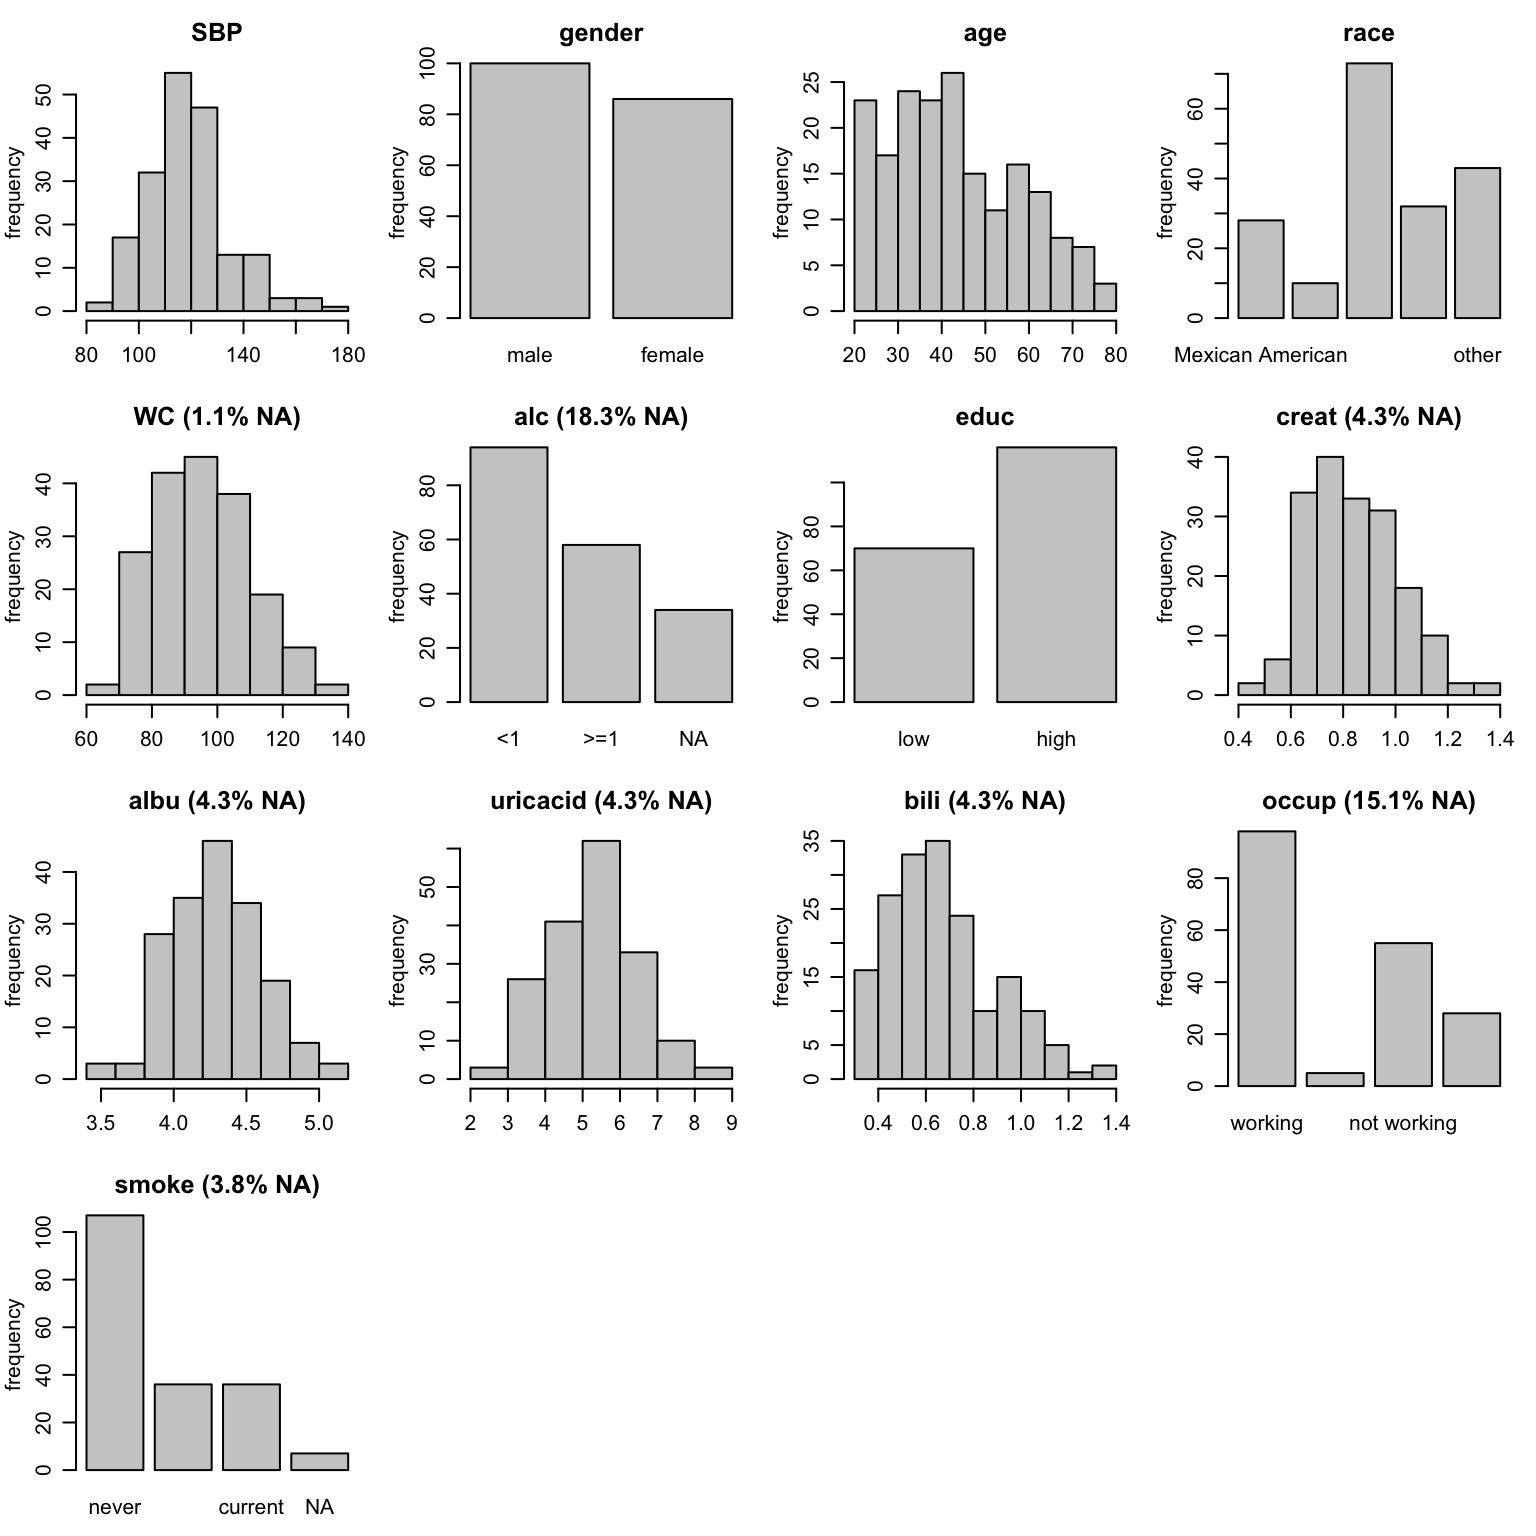 SBP
frequency
0 10 20 30 40 50
80 100 140 180
gender
frequency
0 20 40 60 80 100
male female
age
frequency
0 5 10 15 20 25
20 30 40 50 60 70 80
race
frequency
0 20 40 60
Mexican American other
WC (1.1% NA)
frequency
0 10 20 30 40
60 80 100 120 140
alc (18.3% NA)
frequency
0 20 40 60 80
<1 >=1 NA
educ
frequency
0 20 40 60 80
low high
creat (4.3% NA)
frequency
0 10 20 30 40
0.4 0.6 0.8 1.0 1.2 1.4
albu (4.3% NA)
frequency
0 10 20 30 40
3.5 4.0 4.5 5.0
uricacid (4.3% NA)
frequency
0 10 30 50
2 3 4 5 6 7 8 9
bili (4.3% NA)
frequency
0 5 15 25 35
0.4 0.6 0.8 1.0 1.2 1.4
occup (15.1% NA)
frequency
0 20 40 60 80
working not working
smoke (3.8% NA)
frequency
0 20 40 60 80 100
never current NA